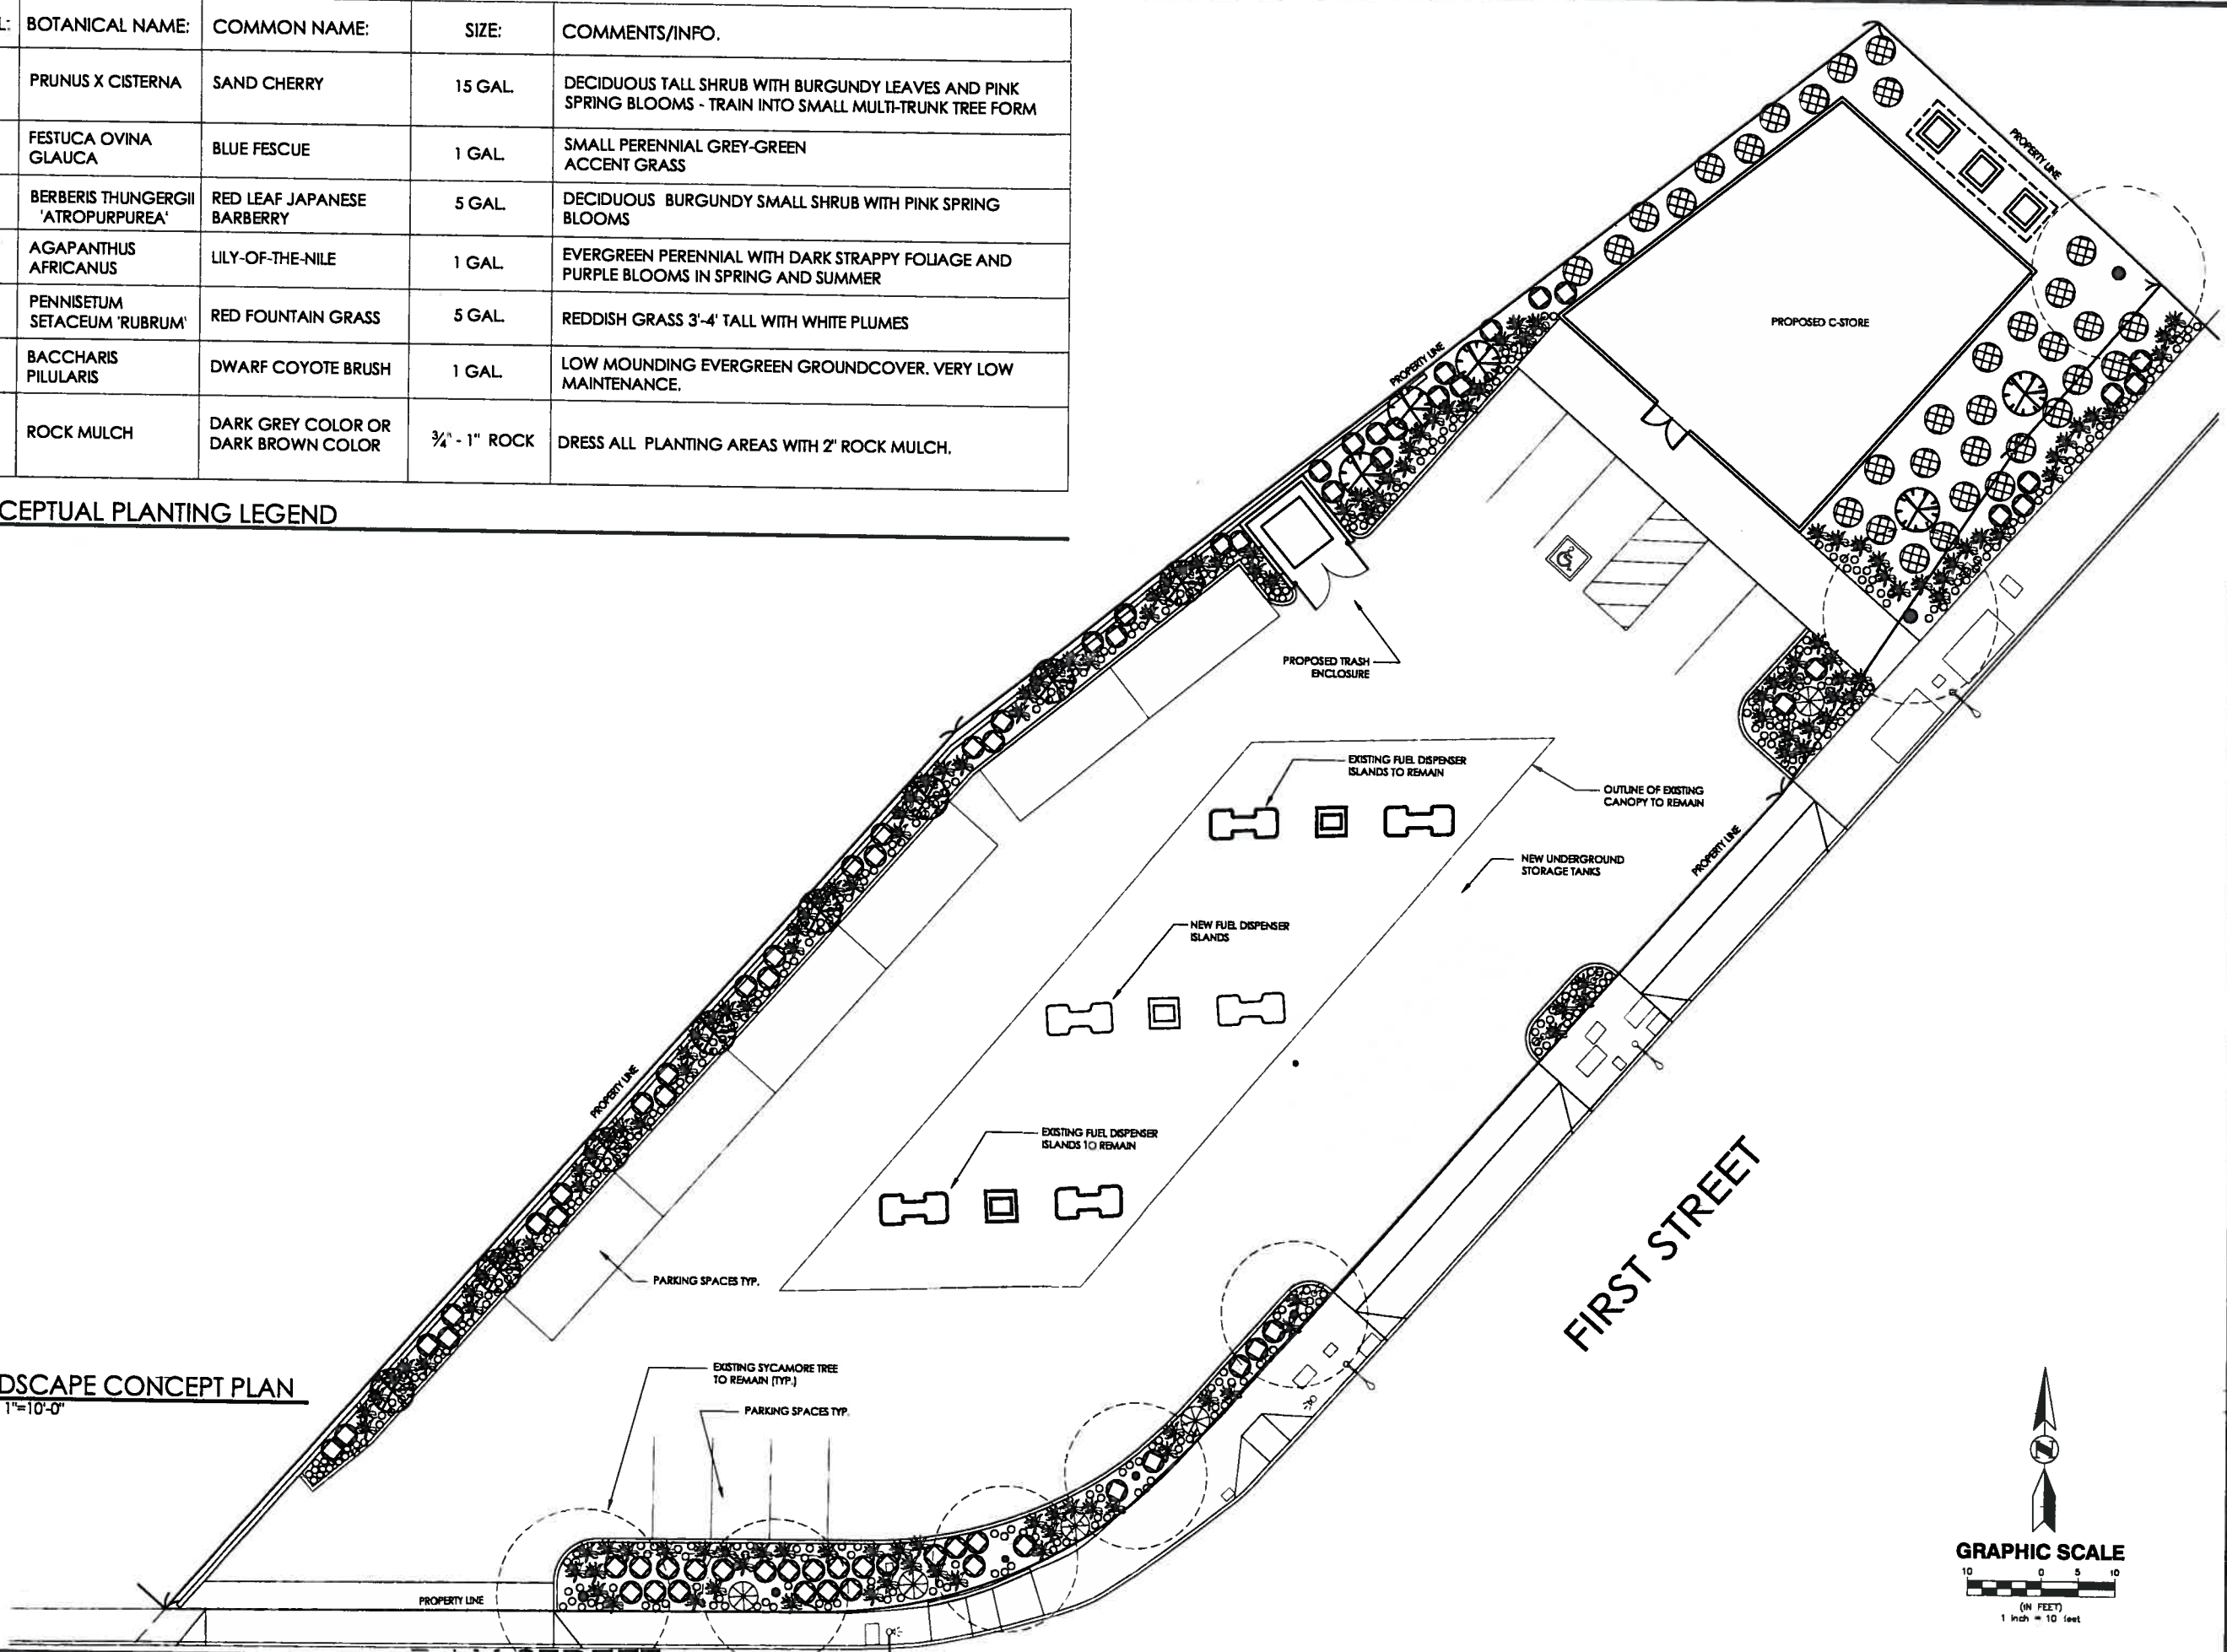 L: BOTANICAL NAME: COMMON NAME: SIZE: COMMENTS/INFO.
PRUNUS X CISTERNA SAND CHERRY 15 GAL. DECIDUOUS TALL SHRUB WITH BURGUNDY LEAVES AND PINK
SPRING BLOOMS - TRAIN INTO SMALL MULTI-TRUNK TREE FORM
FESTUCA OVINA
GLAUCA
BLUE FESCUE
1 GAL.
SMALL PERENNIAL GREY-GREEN
ACCENT GRASS
BERBERIS THUNGERGII
'ATROPURPUREA'
RED LEAF JAPANESE
BARBERRY
5 GAL.
DECIDUOUS BURGUNDY SMALL SHRUB WITH PINK SPRING
BLOOMS
AGAPANTHUS
AFRICANUS
LILY-OF-THE-NILE
1 GAL.
EVERGREEN PERENNIAL WITH DARK STRAPPY FOLIAGE AND
PURPLE BLOOMS IN SPRING AND SUMMER
PENNISETUM
SETACEUM 'RUBRUM'
RED FOUNTAIN GRASS
5 GAL.
REDDISH GRASS 3'-4' TALL WITH WHITE PLUMES
BACCHARIS
PILULARIS
DWARF COYOTE BRUSH
1 GAL.
LOW MOUNDING EVERGREEN GROUNDCOVER. VERY LOW
MAINTENANCE.
ROCK MULCH
DARK GREY COLOR OR
DARK BROWN COLOR
¾" - 1" ROCK
DRESS ALL PLANTING AREAS WITH 2" ROCK MULCH.
CEPTUAL PLANTING LEGEND
PROPERTY LINE
PROPOSED C-STORE
PROPERTY LINE
PROPOSED TRASH
ENCLOSURE
EXISTING FUEL DISPENSER
ISLANDS TO REMAIN
OUTLINE OF EXISTING
CANOPY TO REMAIN
PROPERTY LINE
NEW UNDERGROUND
STORAGE TANKS
NEW FUEL DISPENSER
ISLANDS
PROPERTY LINE
EXISTING FUEL DISPENSER
ISLANDS TO REMAIN
PARKING SPACES TYP.
FIRST STREET
EXISTING SYCAMORE TREE
TO REMAIN (TYP.)
PARKING SPACES TYP.
DSCAPE CONCEPT PLAN
1"=10'-0"
PROPERTY LINE
N
GRAPHIC SCALE
10 0 5 10
(IN FEET)
1 inch = 10 feet